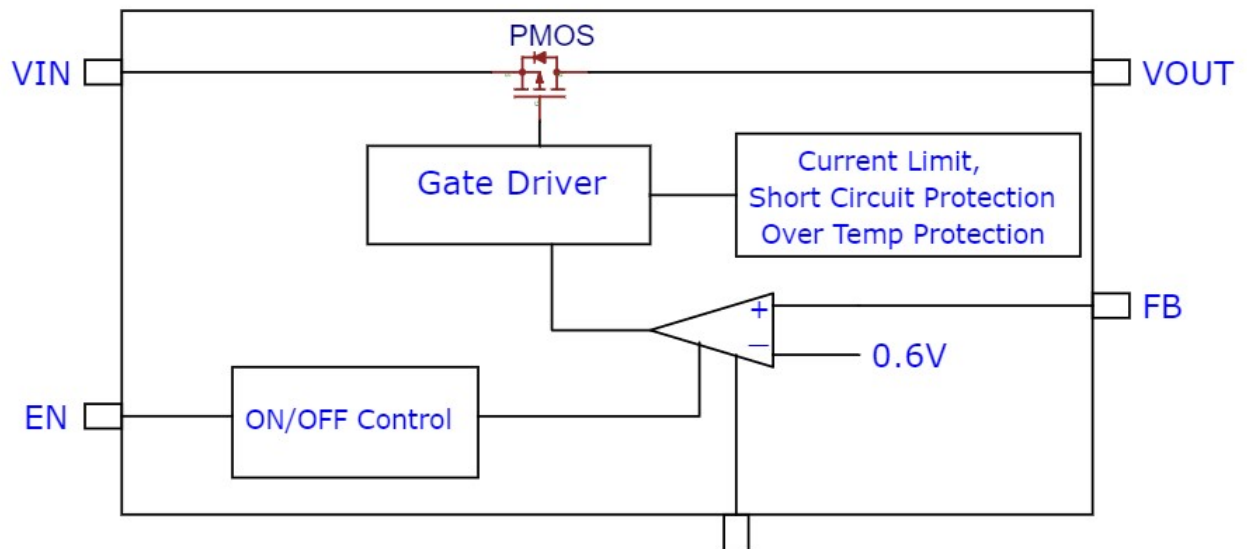 PMOS
VIN
VOUT
Gate Driver
Current Limit,
Short Circuit Protection
Over Temp Protection
+
FB
—
0.6V
EN
ON/OFF Control